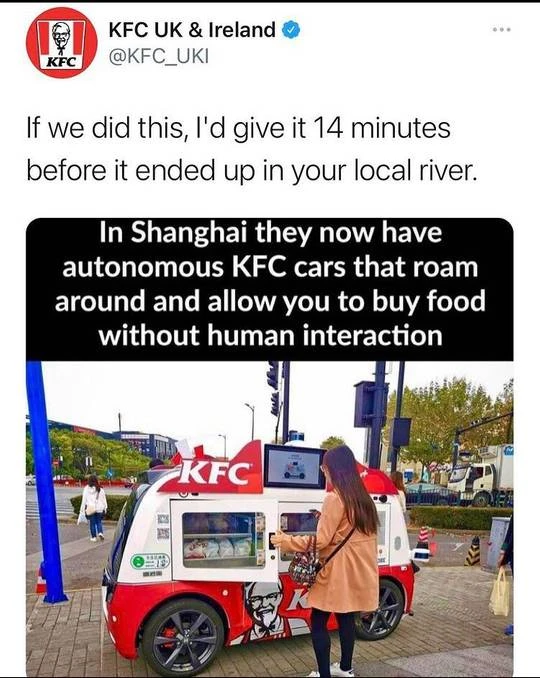 KFC UK & Ireland
@KFC_UKI
KFC
If we did this, I'd give it 14 minutes
before it ended up in your local river.
In Shanghai they now have
autonomous KFC cars that roam
around and allow you to buy food
without human interaction
KFC
K